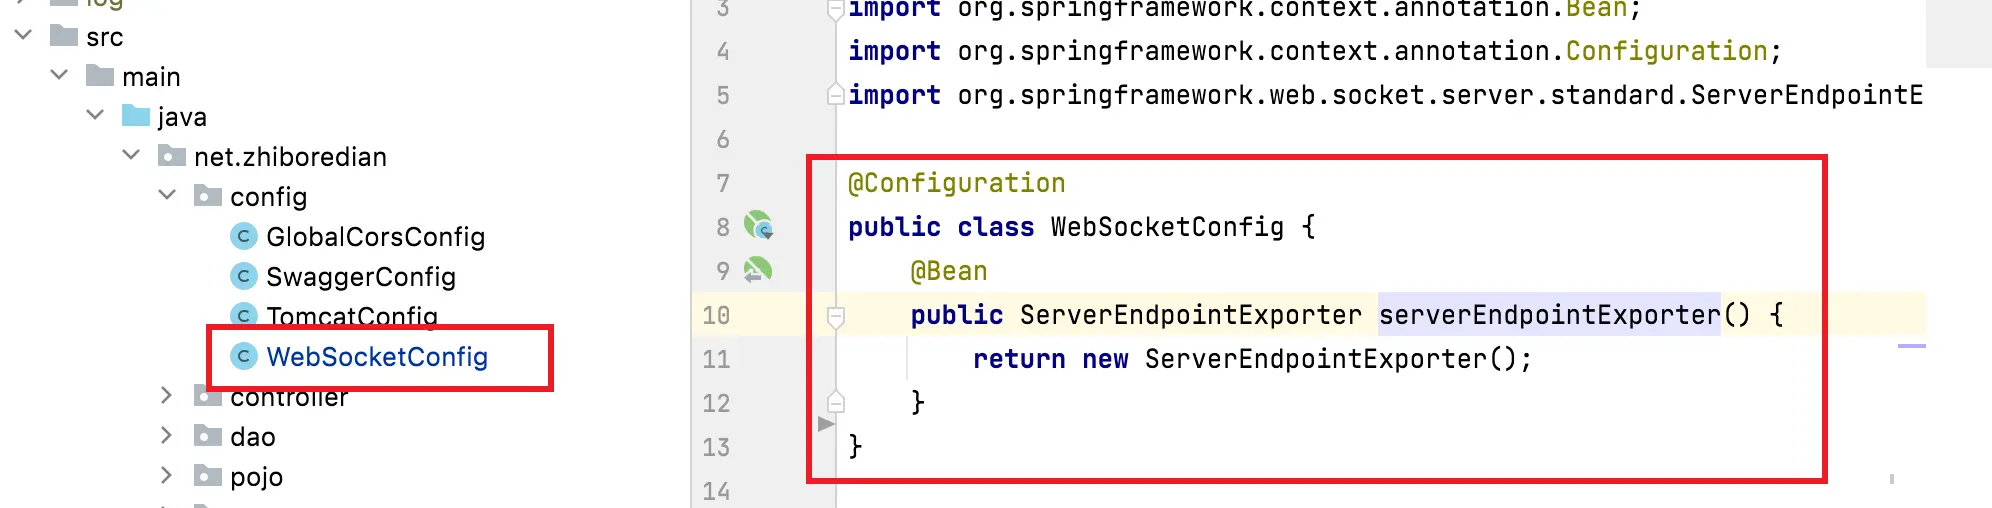 log
src
main
java
net.zhiboredian
config
GlobalCorsConfig
SwaggerConfig
TomcatConfig
WebSocketConfig
controller
dao
pojo
3 import org.springframework.context.annotation.Bean;
4 import org.springframework.context.annotation.Configuration;
5 import org.springframework.web.socket.server.standard.ServerEndpointE
6
7 @Configuration
8 public class WebSocketConfig {
9 @Bean
10 public ServerEndpointExporter serverEndpointExporter() {
11 return new ServerEndpointExporter();
12 }
13 }
14